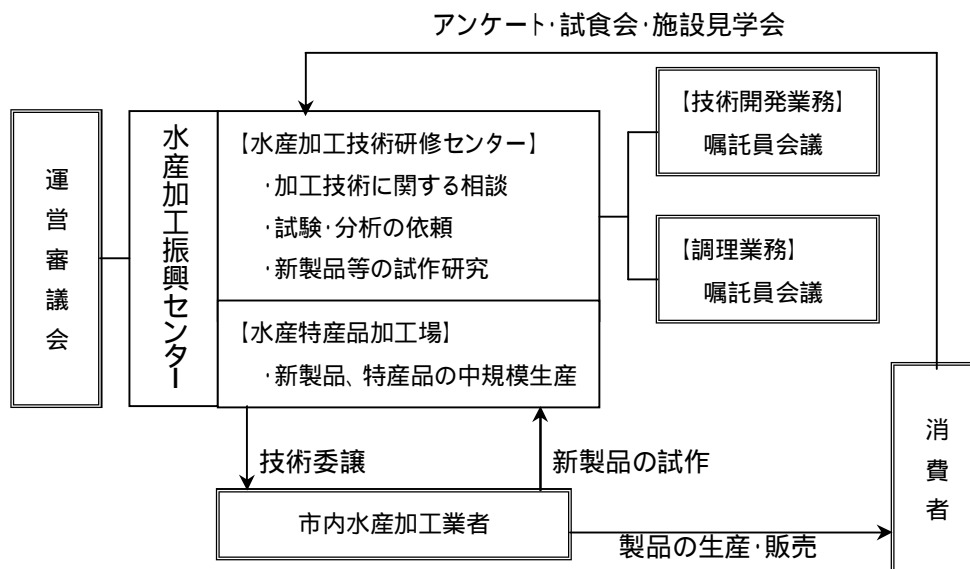 アンケート・試食会・施設見学会
運営審議会
水産加工振興センター
【水産加工技術研修センター】
・加工技術に関する相談
・試験・分析の依頼
・新製品等の試作研究
【水産特産品加工場】
・新製品、特産品の中規模生産
【技術開発業務】
嘱託員会議
【調理業務】
嘱託員会議
技術委譲
新製品の試作
市内水産加工業者
製品の生産・販売
消費者